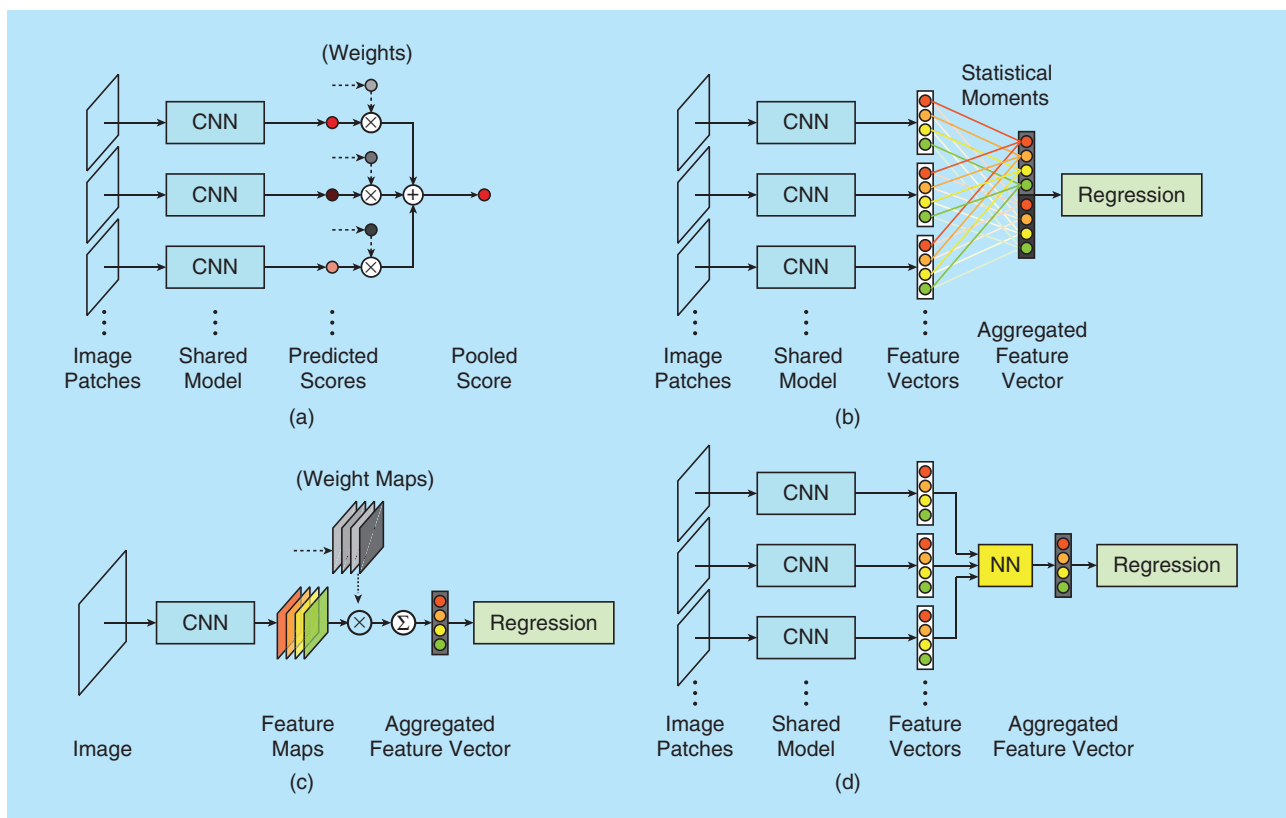 (Weights)
CNN
CNN
CNN
Image
Patches
Shared
Model
Predicted
Scores
Pooled
Score
(a)
Statistical
Moments
CNN
CNN
CNN
Regression
Image
Patches
Shared
Model
Feature
Vectors
Aggregated
Feature
Vector
(b)
(Weight Maps)
CNN
Σ
Regression
Image
Feature
Maps
Aggregated
Feature Vector
(c)
CNN
CNN
CNN
NN
Regression
Image
Patches
Shared
Model
Feature
Vectors
Aggregated
Feature Vector
(d)